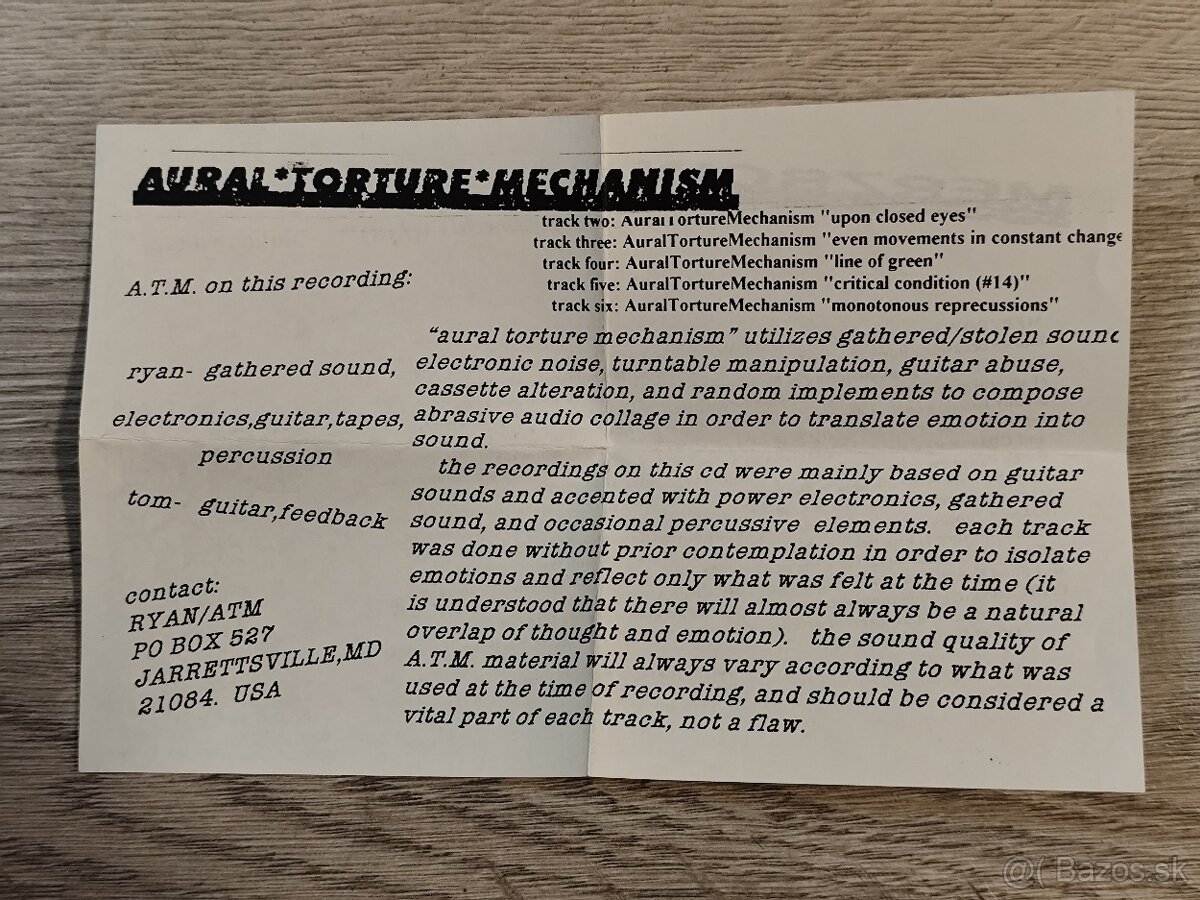 AURAL*TORTURE*MECHANISM
track two: AuralTortureMechanism "upon closed eyes"
track three: AuralTortureMechanism "even movements in constant change
track four: AuralTortureMechanism "line of green"
track five: AuralTortureMechanism "critical condition (#14)"
track six: AuralTortureMechanism "monotonous reprecussions"
A.T.M. on this recording:
ryan- gathered sound,
electronics,guitar,tapes,
percussion
tom- guitar,feedback
contact:
RYAN/ATM
PO BOX 527
JARRETTSVILLE,MD
21084. USA
"aural torture mechanism" utilizes gathered/stolen sound
electronic noise, turntable manipulation, guitar abuse,
cassette alteration, and random implements to compose
abrasive audio collage in order to translate emotion into
sound.
the recordings on this cd were mainly based on guitar
sounds and accented with power electronics, gathered
sound, and occasional percussive elements. each track
was done without prior contemplation in order to isolate
emotions and reflect only what was felt at the time (it
is understood that there will almost always be a natural
overlap of thought and emotion). the sound quality of
A.T.M. material will always vary according to what was
used at the time of recording, and should be considered a
vital part of each track, not a flaw.
@( Bazos.sk